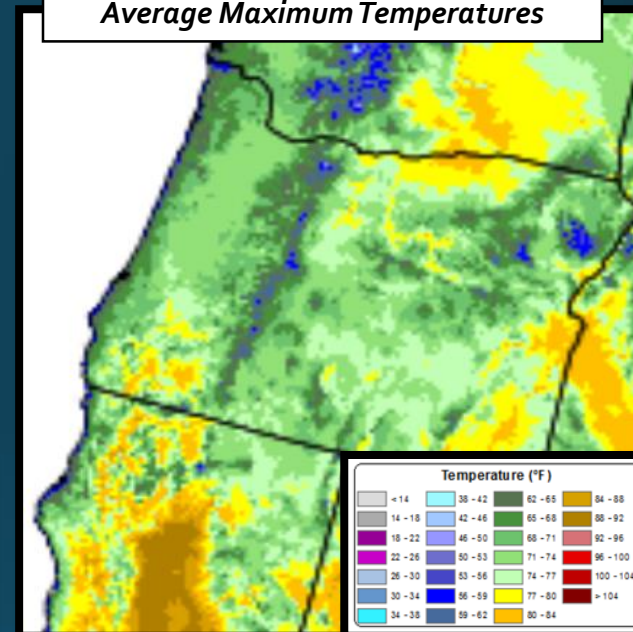 Average Maximum Temperatures
Temperature (°F)
< 14
14 - 18
18 - 22
22 - 26
26 - 30
30 - 34
34 - 38
38 - 42
42 - 46
46 - 50
50 - 53
53 - 56
56 - 59
59 - 62
62 - 65
65 - 68
68 - 71
71 - 74
74 - 77
77 - 80
80 - 84
84 - 88
88 - 92
92 - 96
96 - 100
100 - 104
> 104